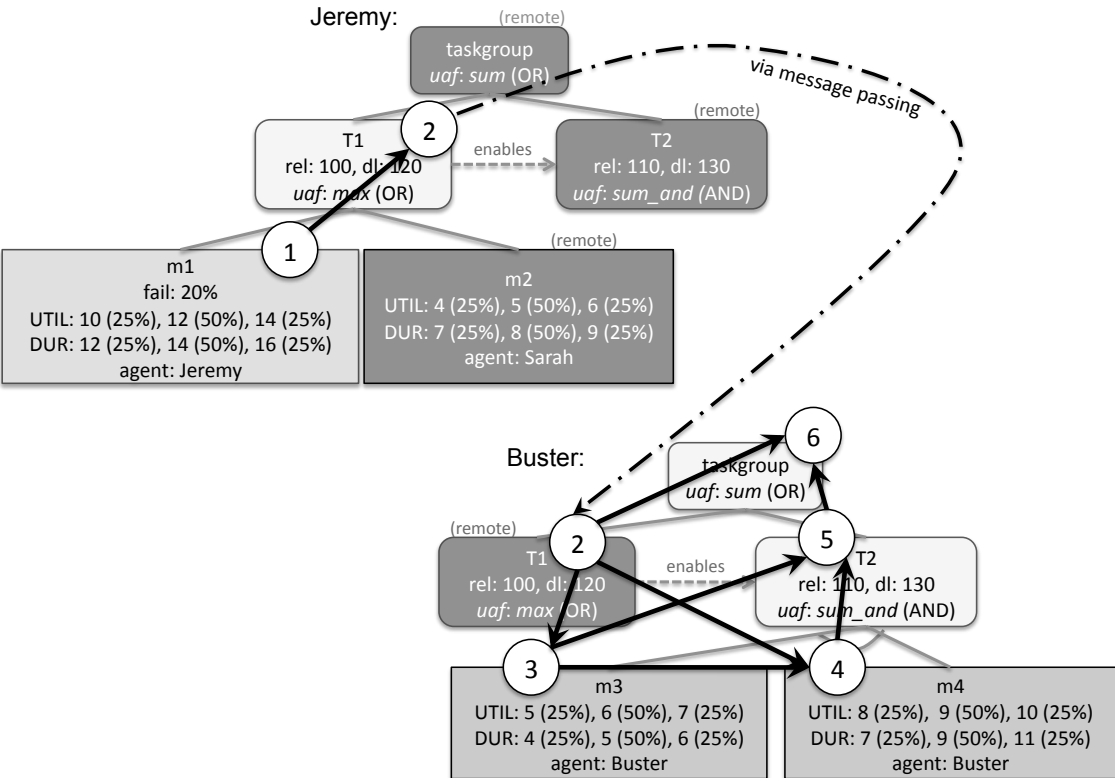 Jeremy:
(remote)
taskgroup
uaf: sum (OR)
via message passing
2
(remote)
T1
rel: 100, dl: 120
uaf: max (OR)
enables
T2
rel: 110, dl: 130
uaf: sum_and (AND)
1
(remote)
m1
fail: 20%
UTIL: 10 (25%), 12 (50%), 14 (25%)
DUR: 12 (25%), 14 (50%), 16 (25%)
agent: Jeremy
m2
UTIL: 4 (25%), 5 (50%), 6 (25%)
DUR: 7 (25%), 8 (50%), 9 (25%)
agent: Sarah
Buster:
6
taskgroup
uaf: sum (OR)
(remote)
2
T1
rel: 100, dl: 120
uaf: max (OR)
enables
5
T2
rel: 110, dl: 130
uaf: sum_and (AND)
3
m3
UTIL: 5 (25%), 6 (50%), 7 (25%)
DUR: 4 (25%), 5 (50%), 6 (25%)
agent: Buster
4
m4
UTIL: 8 (25%), 9 (50%), 10 (25%)
DUR: 7 (25%), 9 (50%), 11 (25%)
agent: Buster